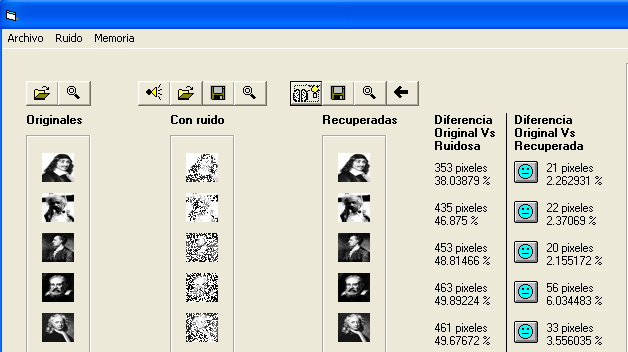 Archivo Ruido Memoria
Originales Con ruido Recuperadas
Diferencia
Original Vs
Ruidosa
Diferencia
Original Vs
Recuperada
353 pixeles 21 pixeles
38.03879 % 2.262931 %
435 pixeles 22 pixeles
46.875 % 2.37069 %
453 pixeles 20 pixeles
48.81466 % 2.155172 %
463 pixeles 56 pixeles
49.89224 % 6.034483 %
461 pixeles 33 pixeles
49.67672 % 3.556035 %